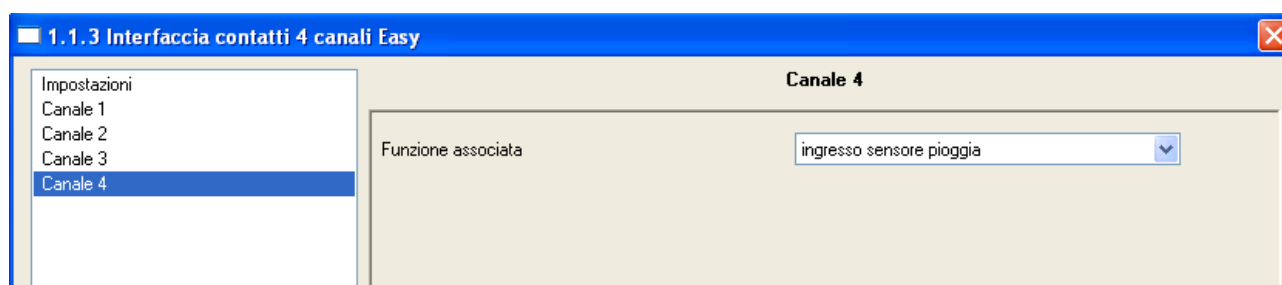 1.1.3 Interfaccia contatti 4 canali Easy
Impostazioni
Canale 1
Canale 2
Canale 3
Canale 4
Canale 4
Funzione associata
ingresso sensore pioggia